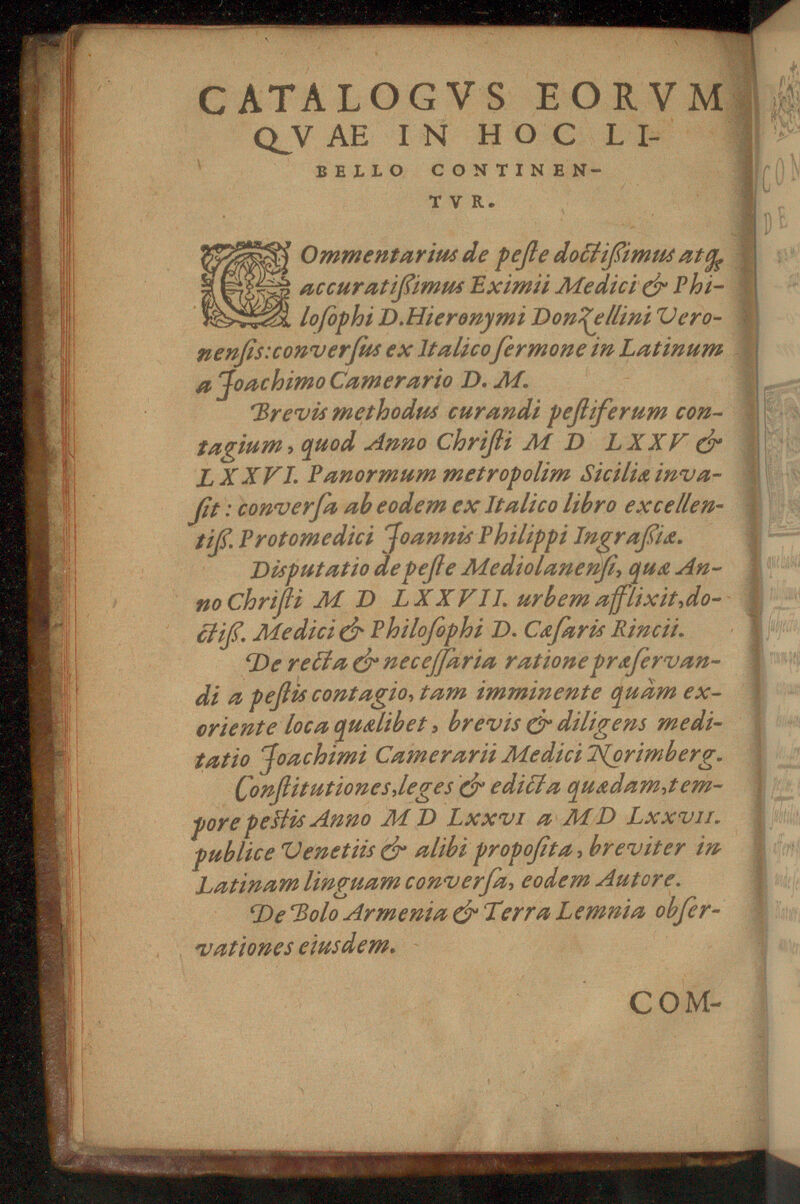 CATALOGVS EORVM
QVAE IN HOC LI-
BELLO CONTINEN-
TVR.
COmmentarius de peste doctissimus atq;
accuratissimus Eximii Medici & Phi-
losophi D. Hieronymi Donzellini Vero-
nensis: conversus ex Italico sermone in Latinum
a Joachimo Camerario D. M.
Brevis methodus curandi pestiferum con-
tagium, quod Anno Christi M D LXXV &
LXXVI. Panormum metropolim Siciliæ inva-
sit: conversa ab eodem ex Italico libro excellen-
tiss. Protomedici Joannis Philippi Ingrassiæ.
Disputatio de peste Mediolanensi, quæ An-
no Christi M D LXXVII. urbem afflixit, do-
ctiss. Medici & Philosophi D. Cæsaris Rincii.
De recta & necessaria ratione præservan-
di a pestis contagio, tam imminente quàm ex-
oriente loca quælibet, brevis & diligens medi-
tatio Joachimi Camerarii Medici Norimberg.
Constitutiones, leges & edicta quædam, tem-
pore pestis Anno M D LXXVI a M D LXXVII.
publice Venetiis & alibi proposita, breviter in
Latinam linguam conversa, eodem Autore.
De Bolo Armenia & Terra Lemnia obser-
vationes eiusdem.
COM-